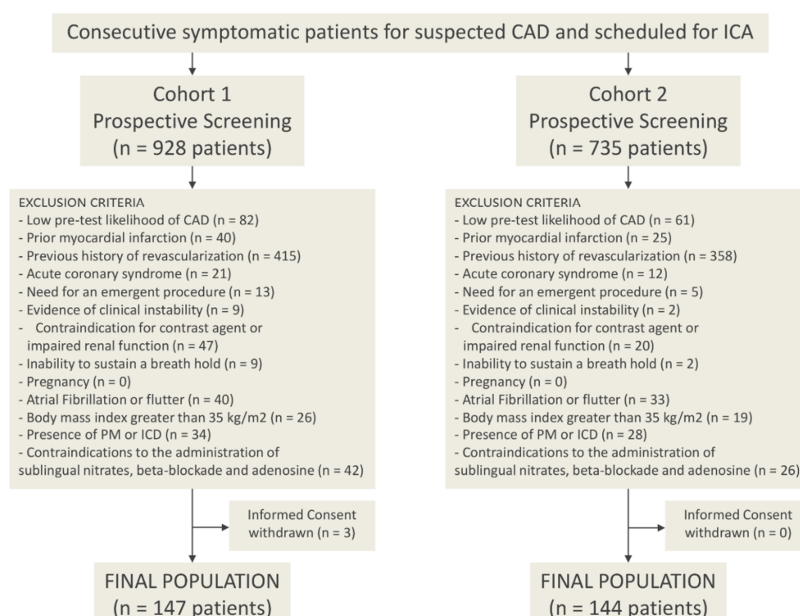 Consecutive symptomatic patients for suspected CAD and scheduled for ICA
Cohort 1
Prospective Screening
(n = 928 patients)
EXCLUSION CRITERIA
- Low pre-test likelihood of CAD (n = 82)
- Prior myocardial infarction (n = 40)
- Previous history of revascularization (n = 415)
- Acute coronary syndrome (n = 21)
- Need for an emergent procedure (n = 13)
- Evidence of clinical instability (n = 9)
- Contraindication for contrast agent or
impaired renal function (n = 47)
- Inability to sustain a breath hold (n = 9)
- Pregnancy (n = 0)
- Atrial Fibrillation or flutter (n = 40)
- Body mass index greater than 35 kg/m2 (n = 26)
- Presence of PM or ICD (n = 34)
- Contraindications to the administration of
sublingual nitrates, beta-blockade and adenosine (n = 42)
Informed Consent
withdrawn (n = 3)
FINAL POPULATION
(n = 147 patients)
Cohort 2
Prospective Screening
(n = 735 patients)
EXCLUSION CRITERIA
- Low pre-test likelihood of CAD (n = 61)
- Prior myocardial infarction (n = 25)
- Previous history of revascularization (n = 358)
- Acute coronary syndrome (n = 12)
- Need for an emergent procedure (n = 5)
- Evidence of clinical instability (n = 2)
- Contraindication for contrast agent or
impaired renal function (n = 20)
- Inability to sustain a breath hold (n = 2)
- Pregnancy (n = 0)
- Atrial Fibrillation or flutter (n = 33)
- Body mass index greater than 35 kg/m2 (n = 19)
- Presence of PM or ICD (n = 28)
- Contraindications to the administration of
sublingual nitrates, beta-blockade and adenosine (n = 26)
Informed Consent
withdrawn (n = 0)
FINAL POPULATION
(n = 144 patients)